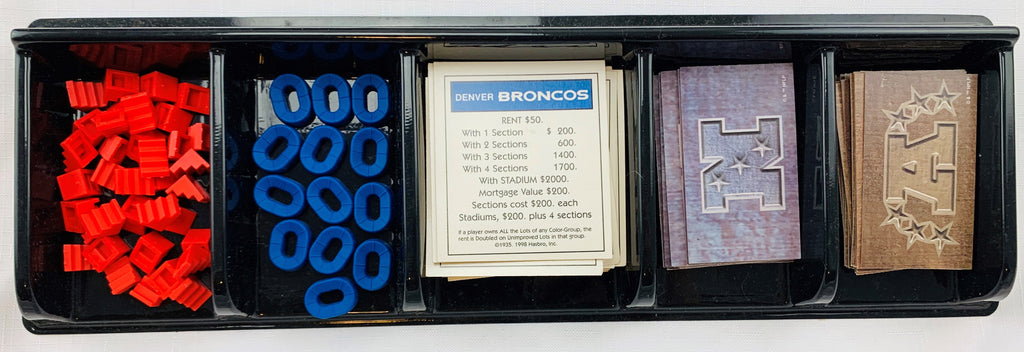 DENVER BRONCOS
RENT $50.
With 1 Section $ 200.
With 2 Sections 600.
With 3 Sections 1400.
With 4 Sections 1700.
With STADIUM $2000.
Mortgage Value $200.
Sections cost $200. each
Stadiums, $200. plus 4 sections
If a player owns ALL the Lots of any Color-Group, the
rent is Doubled on Unimproved Lots in that group.
©1935, 1998 Hasbro, Inc.
N
A